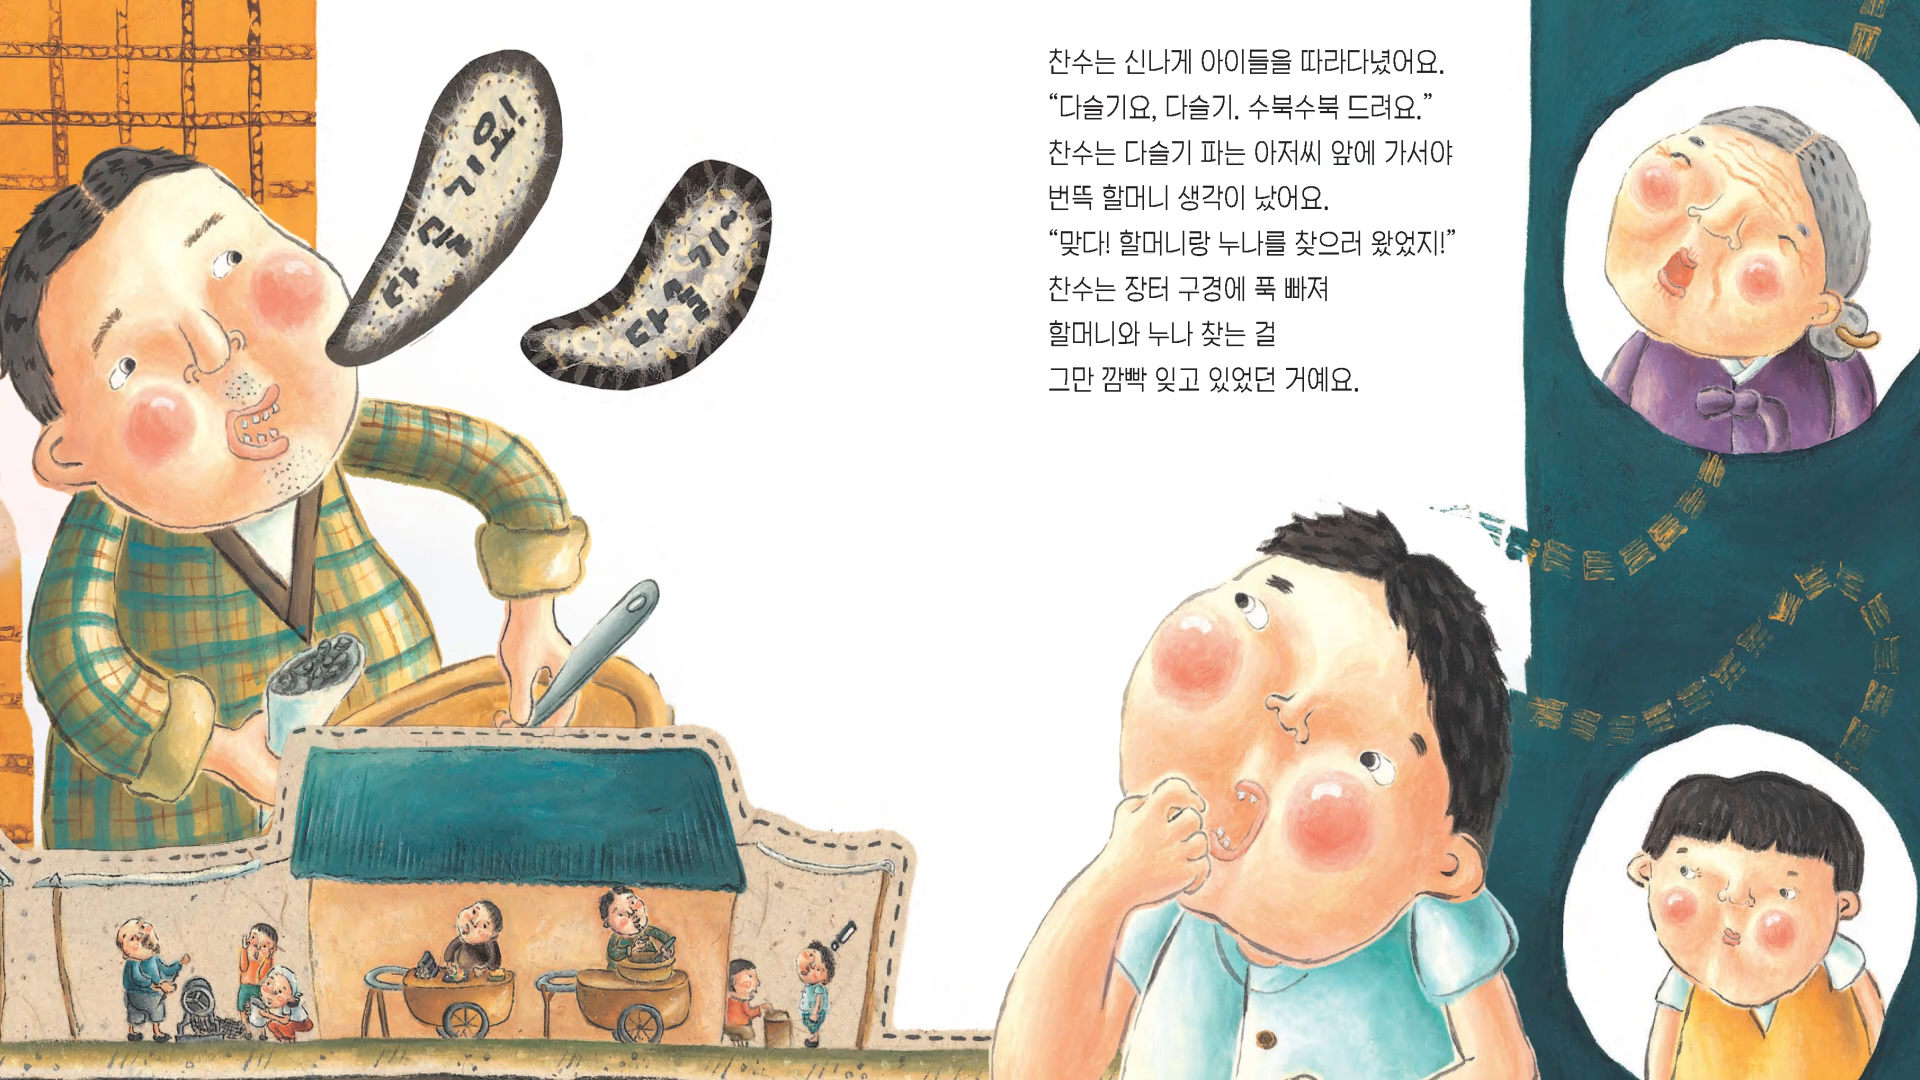 다슬기요!
다슬기~
찬수는 신나게 아이들을 따라다녔어요.
“다슬기요, 다슬기. 수북수북 드려요.”
찬수는 다슬기 파는 아저씨 앞에 가서야
번뜩 할머니 생각이 났어요.
“맞다! 할머니랑 누나를 찾으러 왔었지!”
찬수는 장터 구경에 푹 빠져
할머니와 누나 찾는 걸
그만 깜빡 잊고 있었던 거예요.